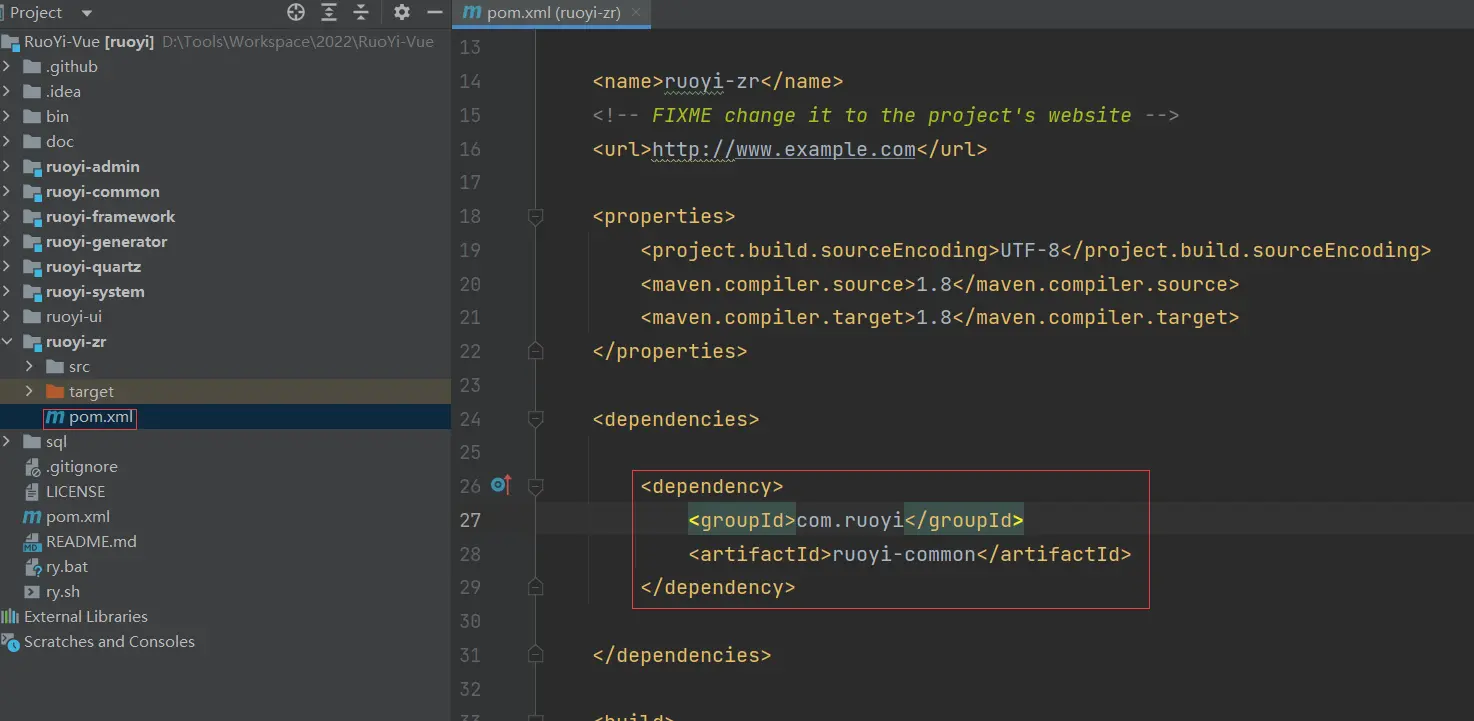 Project
RuoYi-Vue [ruoyi] D:\Tools\Workspace\2022\RuoYi-Vue
.github
.idea
bin
doc
ruoyi-admin
ruoyi-common
ruoyi-framework
ruoyi-generator
ruoyi-quartz
ruoyi-system
ruoyi-ui
ruoyi-zr
src
target
pom.xml
sql
.gitignore
LICENSE
pom.xml
README.md
ry.bat
ry.sh
External Libraries
Scratches and Consoles
pom.xml (ruoyi-zr)
13
14 <name>ruoyi-zr</name>
15 <!-- FIXME change it to the project's website -->
16 <url>http://www.example.com</url>
17
18 <properties>
19 <project.build.sourceEncoding>UTF-8</project.build.sourceEncoding>
20 <maven.compiler.source>1.8</maven.compiler.source>
21 <maven.compiler.target>1.8</maven.compiler.target>
22 </properties>
23
24 <dependencies>
25
26 <dependency>
27 <groupId>com.ruoyi</groupId>
28 <artifactId>ruoyi-common</artifactId>
29 </dependency>
30
31 </dependencies>
32
33 <build>